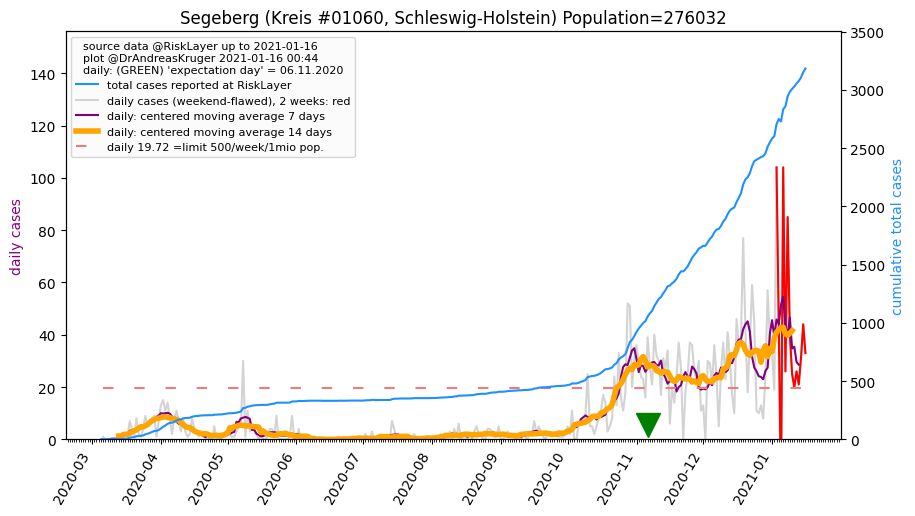 Segeberg (Kreis #01060, Schleswig-Holstein) Population=276032
source data @RiskLayer up to 2021-01-16
plot @DrAndreasKruger 2021-01-16 00:44
daily: (GREEN) 'expectation day' = 06.11.2020
total cases reported at RiskLayer
daily cases (weekend-flawed), 2 weeks: red
daily: centered moving average 7 days
daily: centered moving average 14 days
daily 19.72 =limit 500/week/1mio pop.
daily cases
140
120
100
80
60
40
20
0
cumulative total cases
3500
3000
2500
2000
1500
1000
500
0
2020-03
2020-04
2020-05
2020-06
2020-07
2020-08
2020-09
2020-10
2020-11
2020-12
2021-01